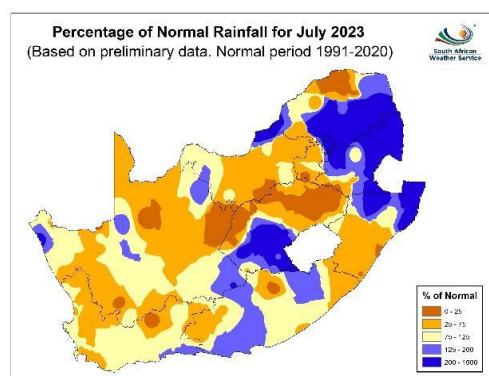 Percentage of Normal Rainfall for July 2023
(Based on preliminary data. Normal period 1991-2020)
South African
Weather Service
% of Normal
0 - 25
25 - 75
75 - 125
125 - 200
200 - 1000